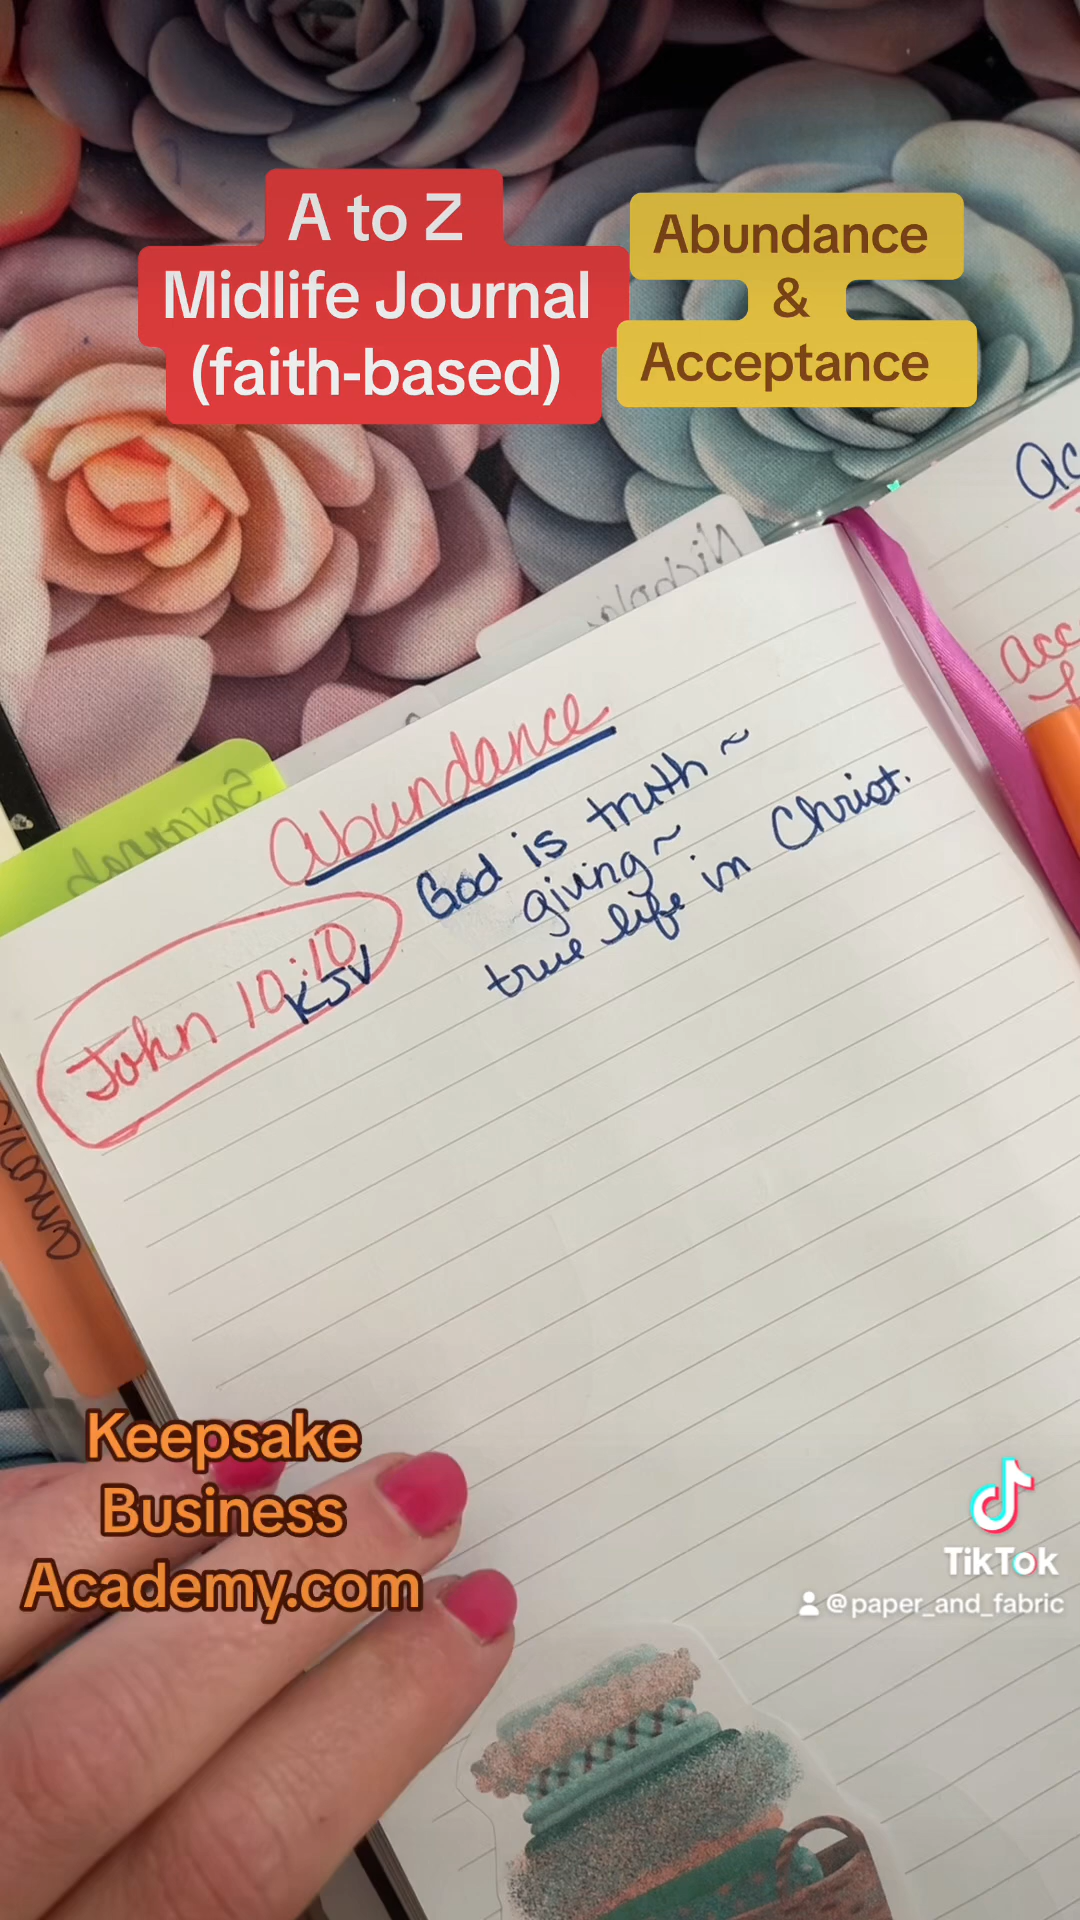 A to Z
Midlife Journal
(faith-based)
Abundance
&
Acceptance
Abundance
God is truth ~
giving ~
true life in Christ.
John 10:10
KJV
Keepsake
Business
Academy.com
TikTok
@paper_and_fabric